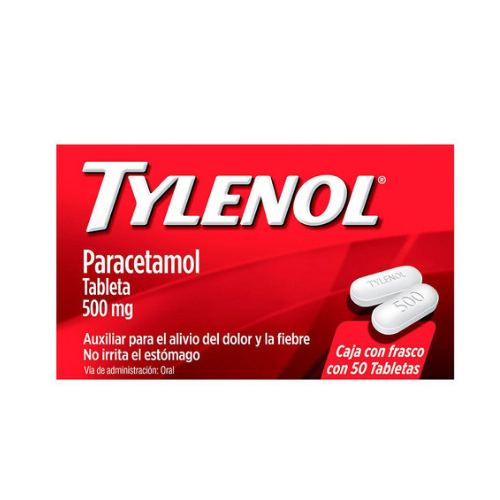 TYLENOL®
Paracetamol
Tableta
500 mg
Auxiliar para el alivio del dolor y la fiebre
No irrita el estómago
Vía de administración: Oral
TYLENOL
500
Caja con frasco
con 50 Tabletas